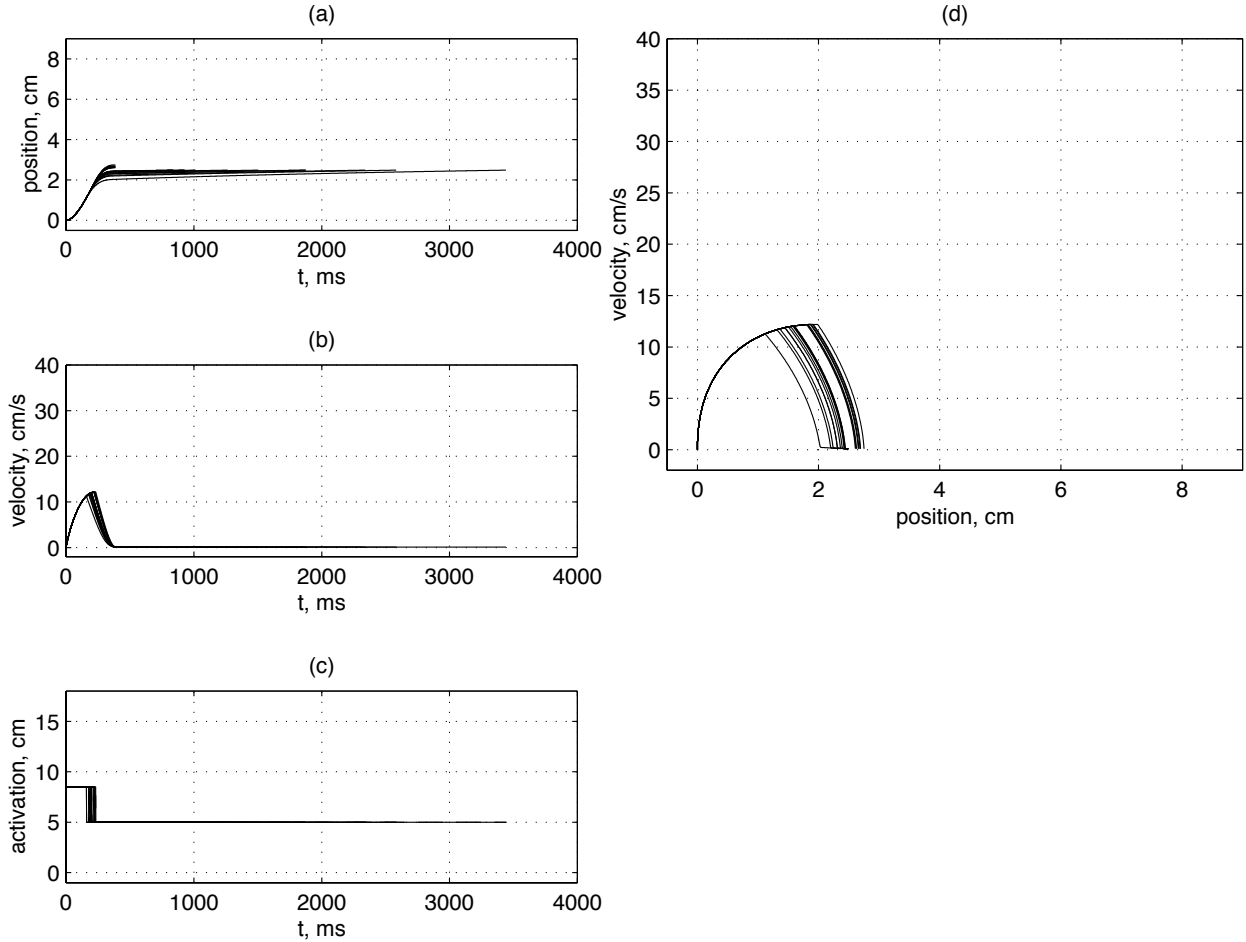 (a)
8
6
4
2
0
position, cm
0 1000 2000 3000 4000
t, ms
(b)
40
30
20
10
0
velocity, cm/s
0 1000 2000 3000 4000
t, ms
(c)
15
10
5
0
activation, cm
0 1000 2000 3000 4000
t, ms
(d)
40
35
30
25
20
15
10
5
0
velocity, cm/s
0 2 4 6 8
position, cm